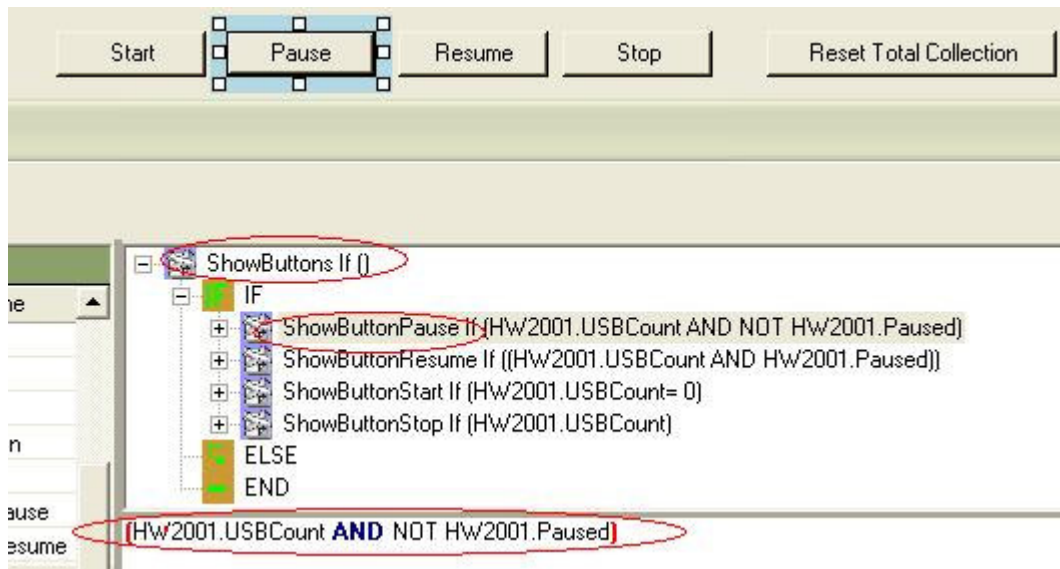 Start Pause Resume Stop Reset Total Collection
ShowButtons If ()
IF
ShowButtonPause If (HW2001.USBCount AND NOT HW2001.Paused)
ShowButtonResume If ((HW2001.USBCount AND HW2001.Paused))
ShowButtonStart If (HW2001.USBCount= 0)
ShowButtonStop If (HW2001.USBCount)
ELSE
END
(HW2001.USBCount AND NOT HW2001.Paused)